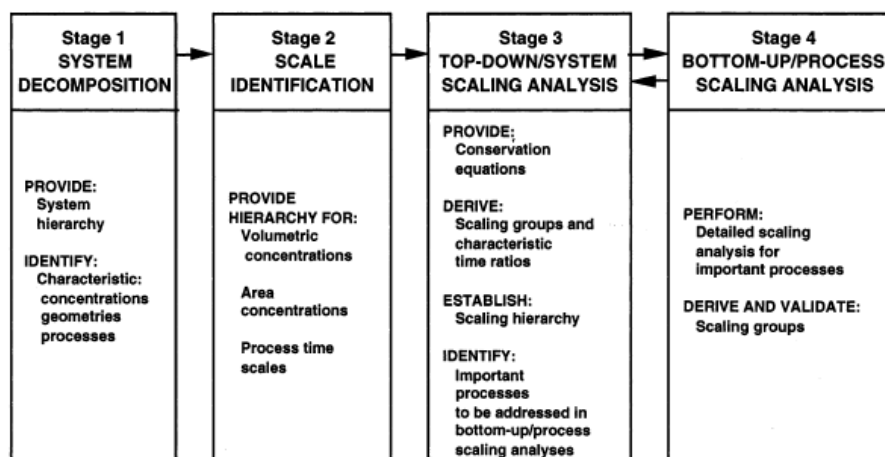 Stage 1
SYSTEM
DECOMPOSITION
PROVIDE:
System
hierarchy
IDENTIFY:
Characteristic:
concentrations
geometries
processes
Stage 2
SCALE
IDENTIFICATION
PROVIDE
HIERARCHY FOR:
Volumetric
concentrations
Area
concentrations
Process time
scales
Stage 3
TOP-DOWN/SYSTEM
SCALING ANALYSIS
PROVIDE:
Conservation
equations
DERIVE:
Scaling groups and
characteristic
time ratios
ESTABLISH:
Scaling hierarchy
IDENTIFY:
Important
processes
to be addressed in
bottom-up/process
scaling analyses
Stage 4
BOTTOM-UP/PROCESS
SCALING ANALYSIS
PERFORM:
Detailed scaling
analysis for
important processes
DERIVE AND VALIDATE:
Scaling groups